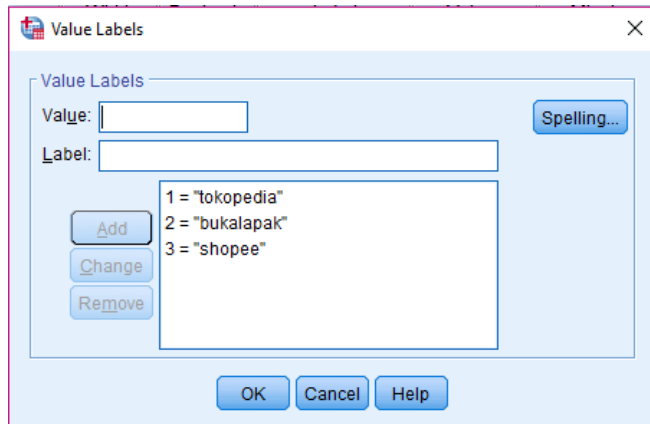 Value Labels
Value Labels
Value:
Spelling...
Label:
1 = "tokopedia"
2 = "bukalapak"
3 = "shopee"
Add
Change
Remove
OK
Cancel
Help